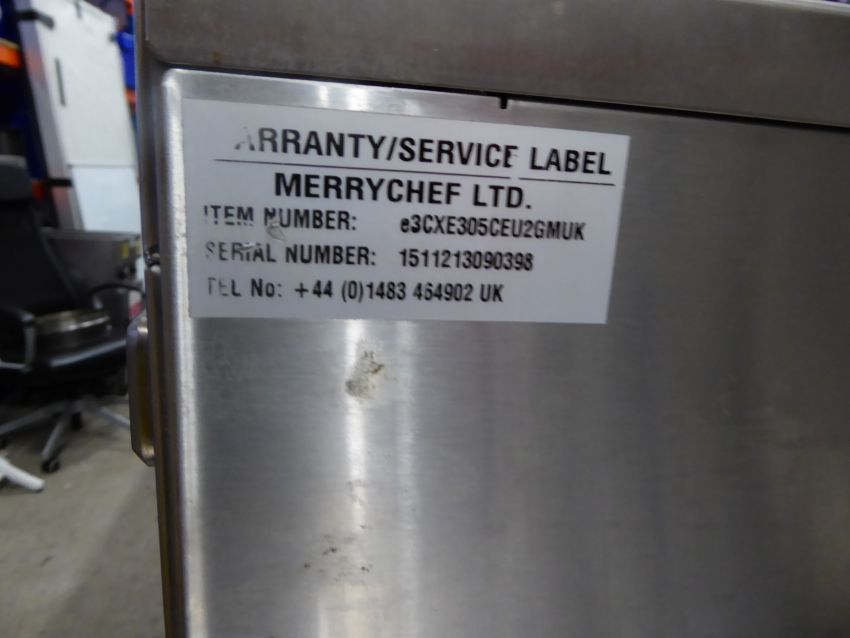 ARRANTY/SERVICE LABEL
MERRYCHEF LTD.
ITEM NUMBER: e3CXE305CEU2GMUK
SERIAL NUMBER: 1511213090398
TEL No: +44 (0)1483 464902 UK